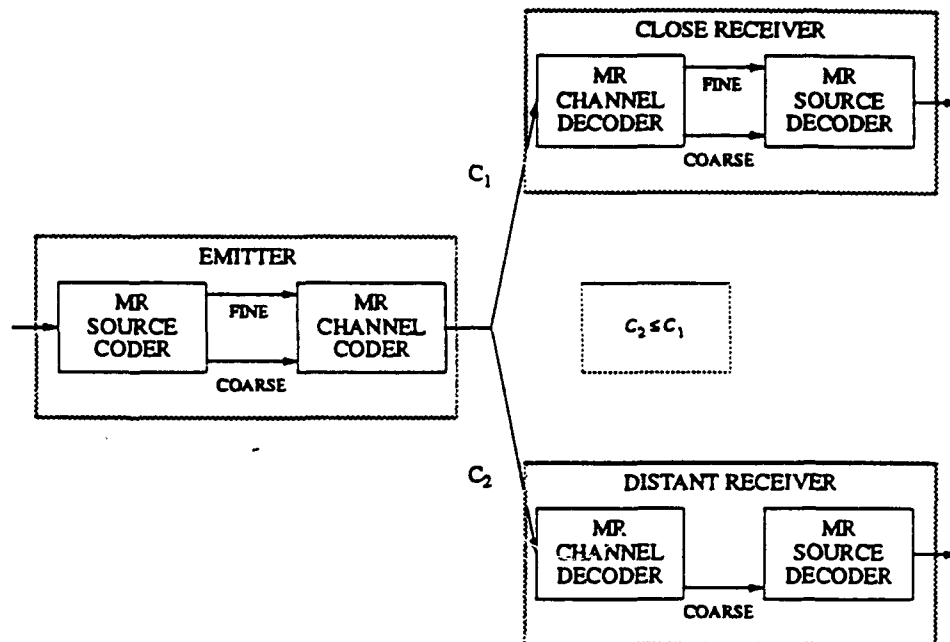 CLOSE RECEIVER
MR
CHANNEL
DECODER
FINE
COARSE
MR
SOURCE
DECODER
C₁
EMITTER
MR
SOURCE
CODER
FINE
COARSE
MR
CHANNEL
CODER
C₂ ≤ C₁
C₂
DISTANT RECEIVER
MR
CHANNEL
DECODER
COARSE
MR
SOURCE
DECODER